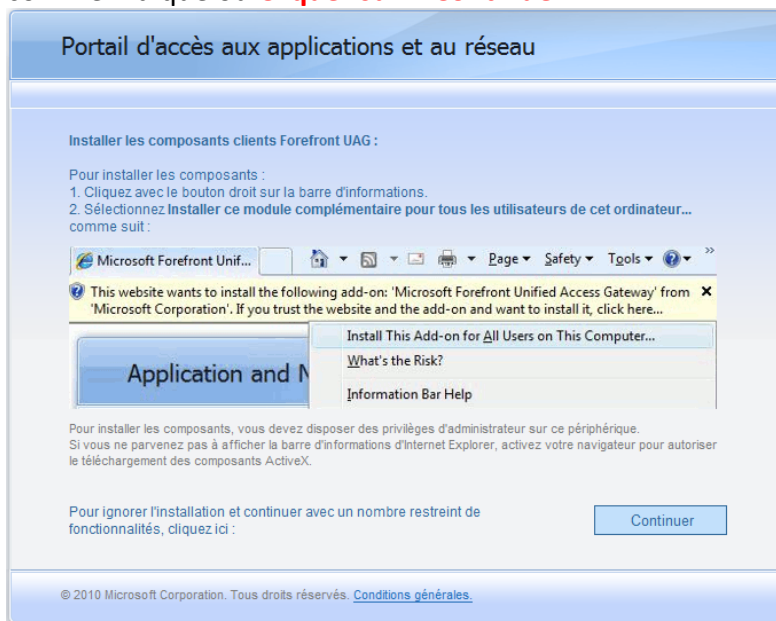 Portail d'accès aux applications et au réseau
Installer les composants clients Forefront UAG :
Pour installer les composants :
1. Cliquez avec le bouton droit sur la barre d'informations.
2. Sélectionnez Installer ce module complémentaire pour tous les utilisateurs de cet ordinateur...
comme suit :
Microsoft Forefront Unif... Page Safety Tools
This website wants to install the following add-on: 'Microsoft Forefront Unified Access Gateway' from
'Microsoft Corporation'. If you trust the website and the add-on and want to install it, click here...
Install This Add-on for All Users on This Computer...
What's the Risk?
Application and N
Information Bar Help
Pour installer les composants, vous devez disposer des privilèges d'administrateur sur ce périphérique.
Si vous ne parvenez pas à afficher la barre d'informations d'Internet Explorer, activez votre navigateur pour autoriser
le téléchargement des composants ActiveX.
Pour ignorer l'installation et continuer avec un nombre restreint de
fonctionnalités, cliquez ici :
Continuer
© 2010 Microsoft Corporation. Tous droits réservés. Conditions générales.